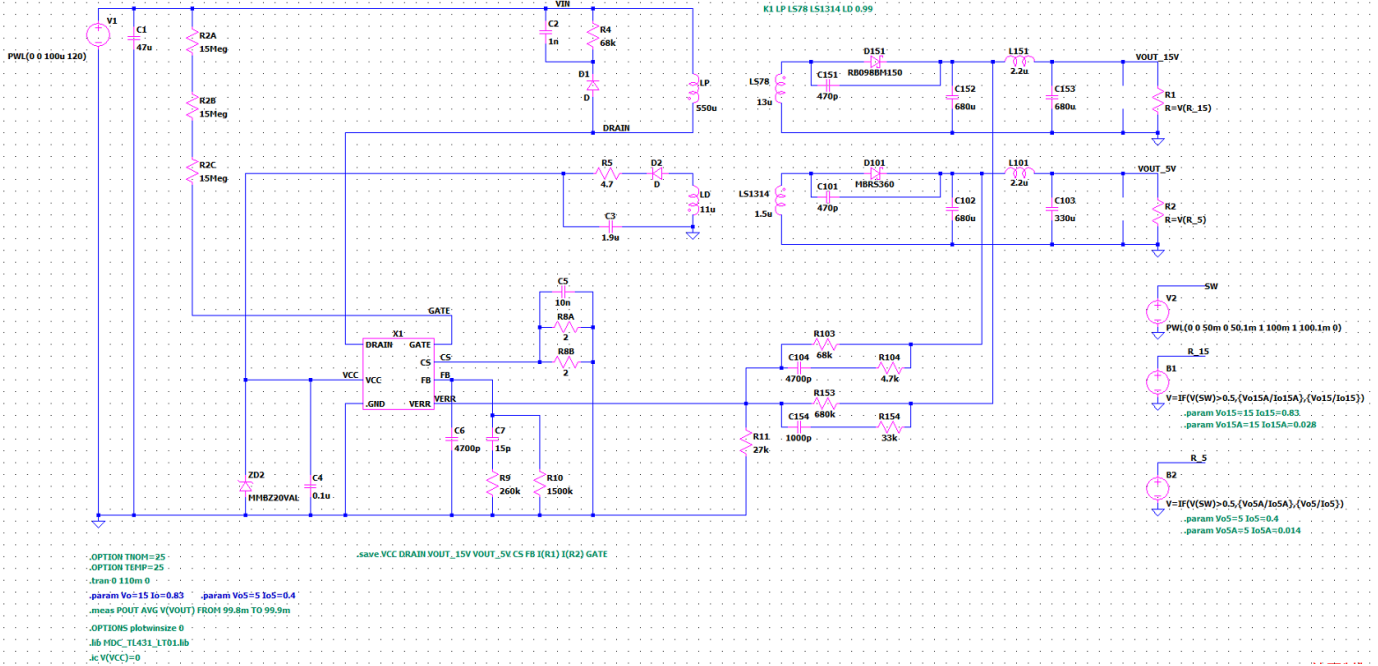 VIN
K1 LP LS78 LS1314 LD 0.99
V1
C1
47u
PWL(0 0 100u 120)
R2A
15Meg
C2
1n
R4
68k
D1
D
LP
550u
DRAIN
LS78
13u
D151
RB098BM150
C151
470p
C152
680u
L151
2.2u
C153
680u
VOUT_15V
R1
R=V(R_15)
R2B
15Meg
R2C
15Meg
R5
4.7
D2
D
LD
11u
C3
1.9u
LS1314
1.5u
D101
MBRS360
C101
470p
C102
680u
L101
2.2u
C103
330u
VOUT_5V
R2
R=V(R_5)
GATE
C5
10n
R8A
2
R8B
2
X1
DRAIN GATE
CS
VCC FB
.GND VERR
VCC
CS
FB
VERR
SW
V2
PWL(0 0 50m 0 50.1m 1 100m 1 100.1m 0)
R_15
B1
V=IF(V(SW)>0.5,{Vo15A/Io15A},{Vo15/Io15})
.param Vo15=15 Io15=0.83
.param Vo15A=15 Io15A=0.028
R_5
B2
V=IF(V(SW)>0.5,{Vo5A/Io5A},{Vo5/Io5})
.param Vo5=5 Io5=0.4
.param Vo5A=5 Io5A=0.014
R103
68k
C104
4700p
R104
4.7k
R153
680k
C154
1000p
R154
33k
R11
27k
C6
4700p
C7
15p
R9
260k
R10
1500k
ZD2
MMBZ20VAL
C4
0.1u
.OPTION TNOM=25
.OPTION TEMP=25
.tran 0 110m 0
.param Vo=15 Io=0.83 .param Vo5=5 Io5=0.4
.meas POUT AVG V(VOUT) FROM 99.8m TO 99.9m
.OPTIONS plotwinsize 0
.lib MDC_TL431_LT01.lib
.ic V(VCC)=0
.save VCC DRAIN VOUT_15V VOUT_5V CS FB I(R1) I(R2) GATE